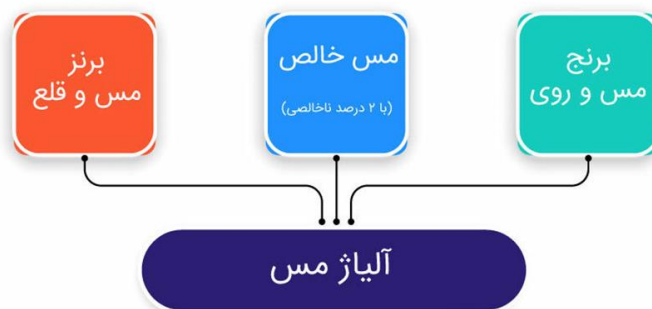 برنج
مس و روی
مس خالص
(با ۲ درصد ناخالصی)
برنز
مس و قلع
آلیاژ مس